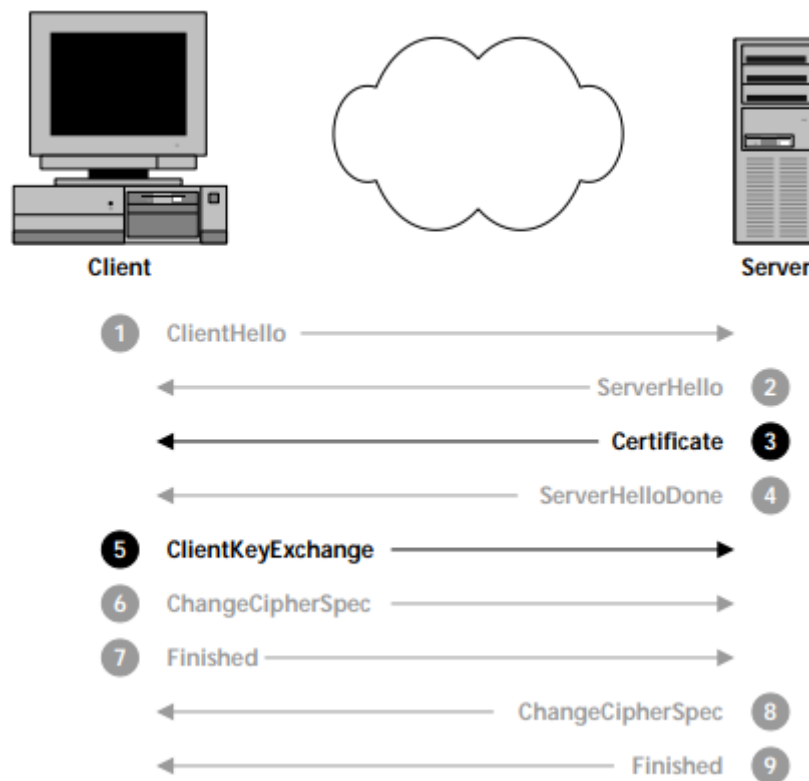 Client
Server
1 ClientHello
ServerHello 2
Certificate 3
ServerHelloDone 4
5 ClientKeyExchange
6 ChangeCipherSpec
7 Finished
ChangeCipherSpec 8
Finished 9